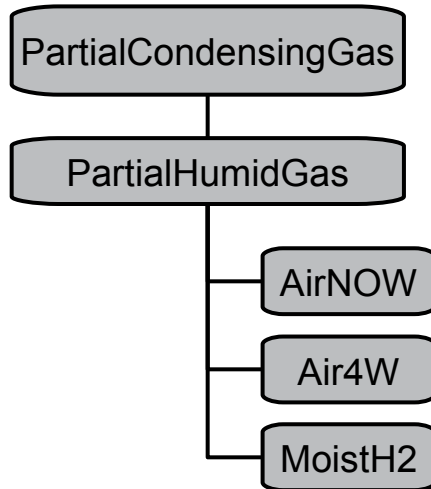 PartialCondensingGas
PartialHumidGas
AirNOW
Air4W
MoistH2